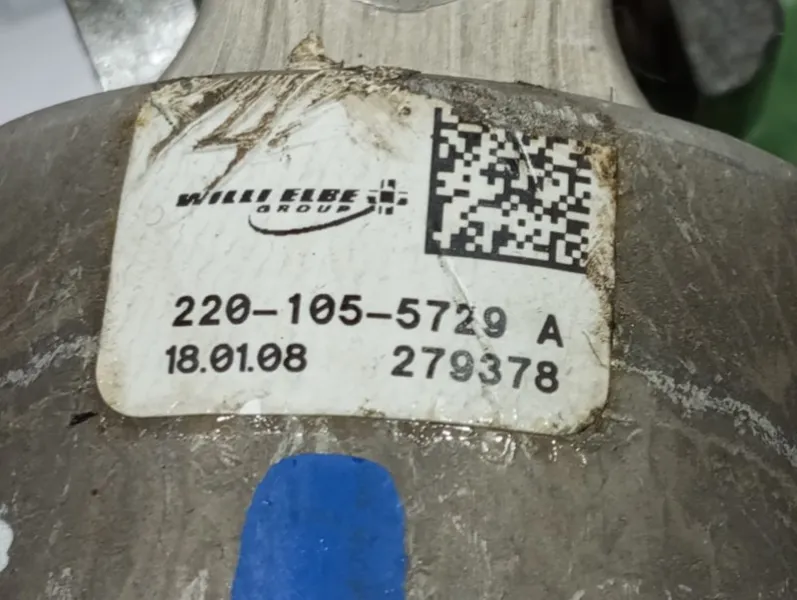 WILLI ELBE
GROUP
220-105-5729 A
18.01.08 279378